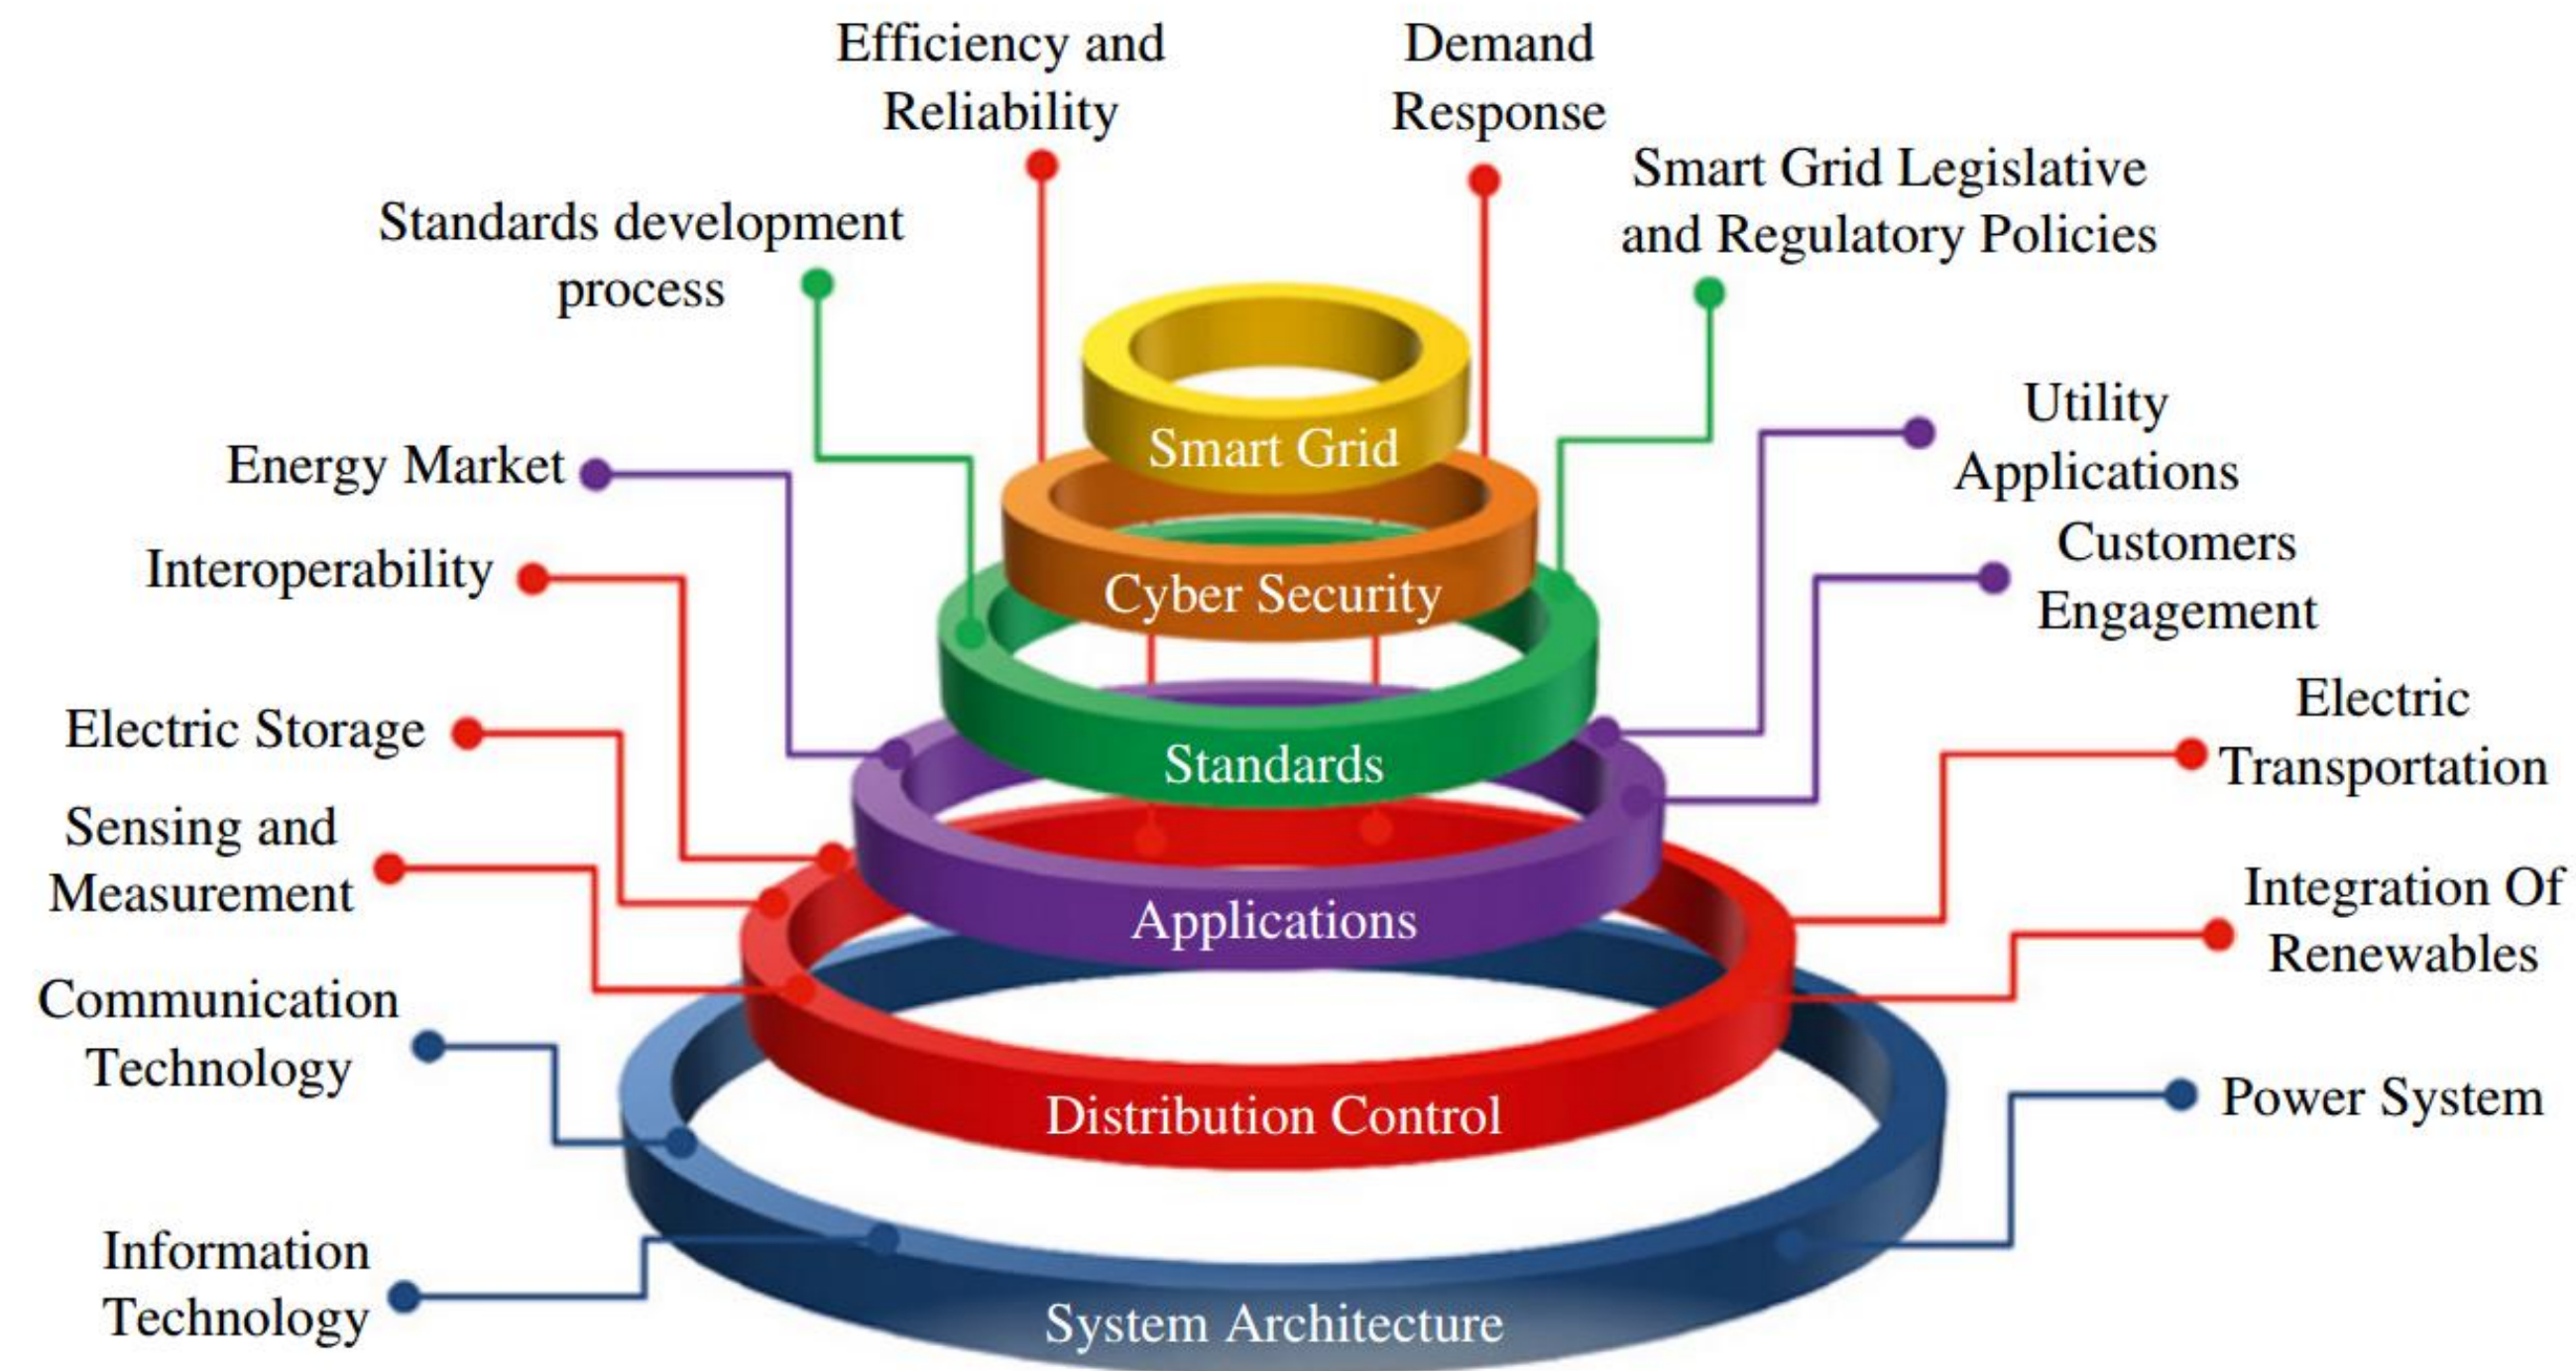 Efficiency and
Reliability
Demand
Response
Smart Grid Legislative
and Regulatory Policies
Standards development
process
Utility
Applications
Smart Grid
Energy Market
Customers
Engagement
Interoperability
Cyber Security
Electric
Transportation
Electric Storage
Standards
Sensing and
Measurement
Integration Of
Renewables
Applications
Communication
Technology
Power System
Distribution Control
Information
Technology
System Architecture